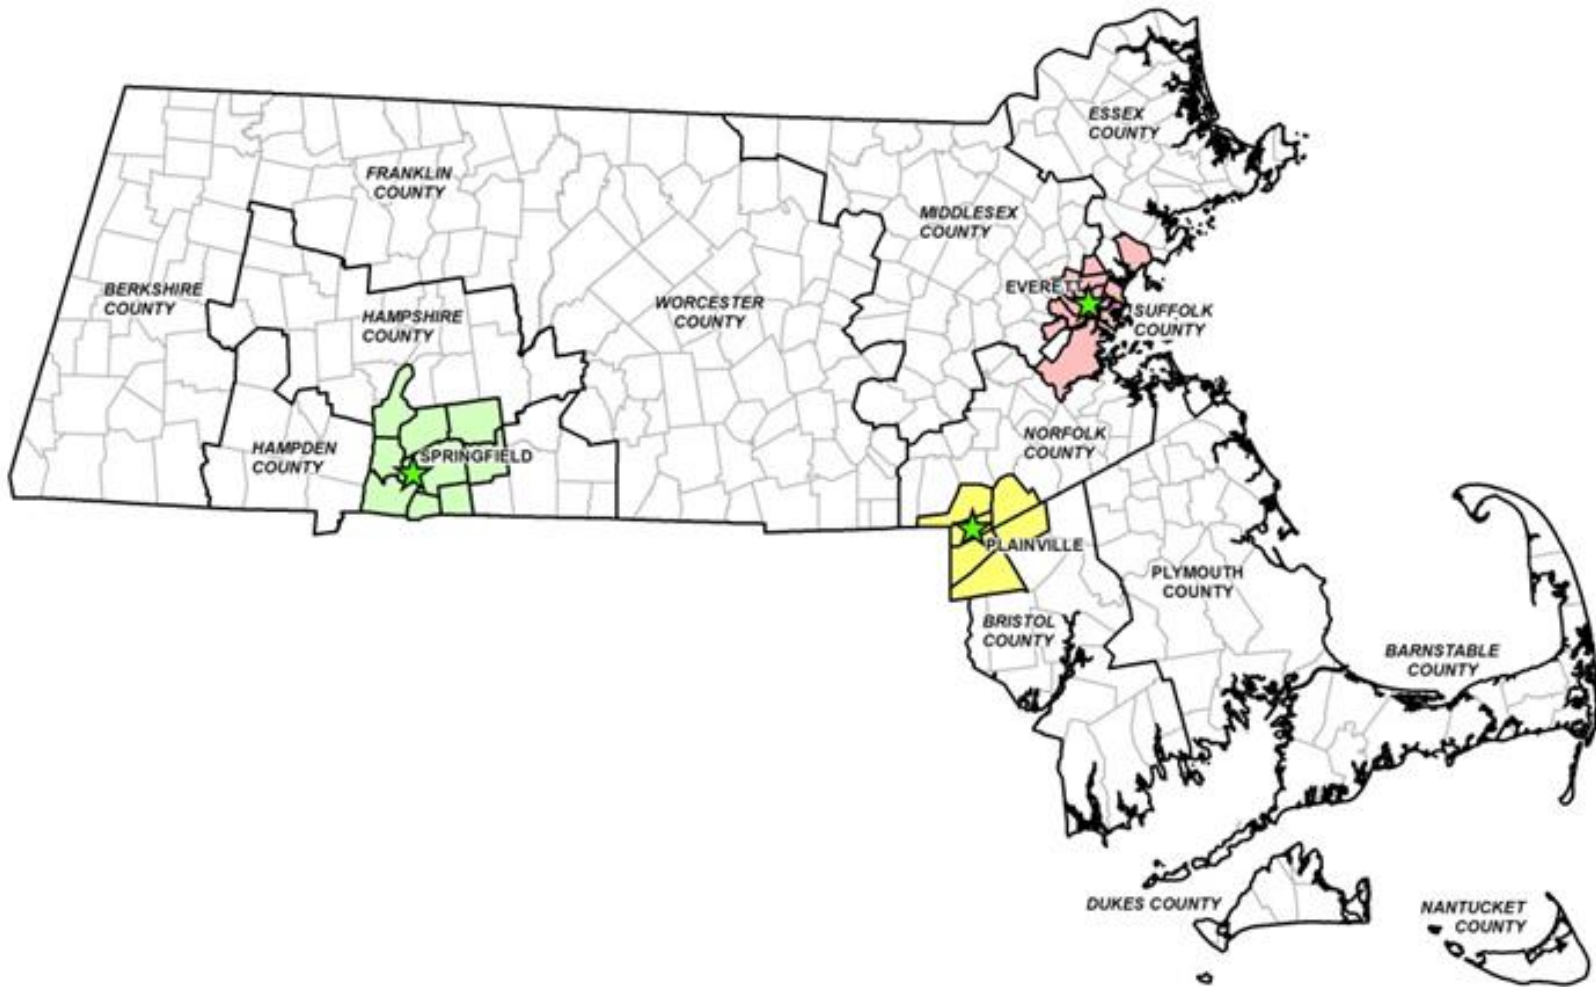 ESSEX
COUNTY
FRANKLIN
COUNTY
MIDDLESEX
COUNTY
BERKSHIRE
COUNTY
HAMPSHIRE
COUNTY
WORCESTER
COUNTY
EVERETT
SUFFOLK
COUNTY
HAMPDEN
COUNTY
SPRINGFIELD
NORFOLK
COUNTY
PLAINVILLE
PLYMOUTH
COUNTY
BRISTOL
COUNTY
BARNSTABLE
COUNTY
DUKES COUNTY
NANTUCKET
COUNTY